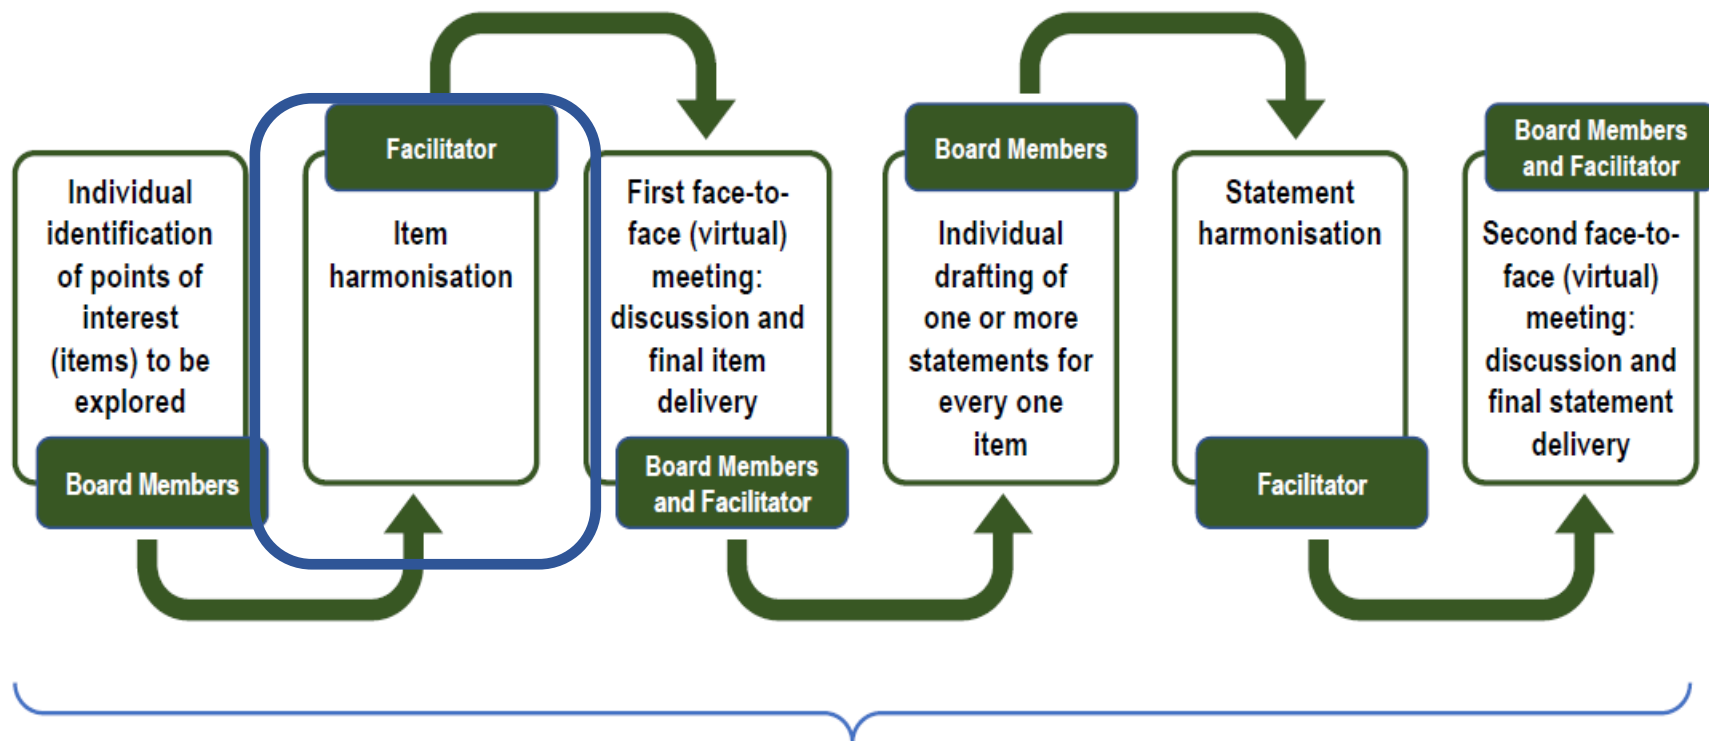 Individual
identification
of points of
interest
(items) to be
explored
Board Members
Facilitator
Item
harmonisation
First face-to-
face (virtual)
meeting:
discussion and
final item
delivery
Board Members
and Facilitator
Board Members
Individual
drafting of
one or more
statements for
every one
item
Statement
harmonisation
Facilitator
Board Members
and Facilitator
Second face-to-
face (virtual)
meeting:
discussion and
final statement
delivery